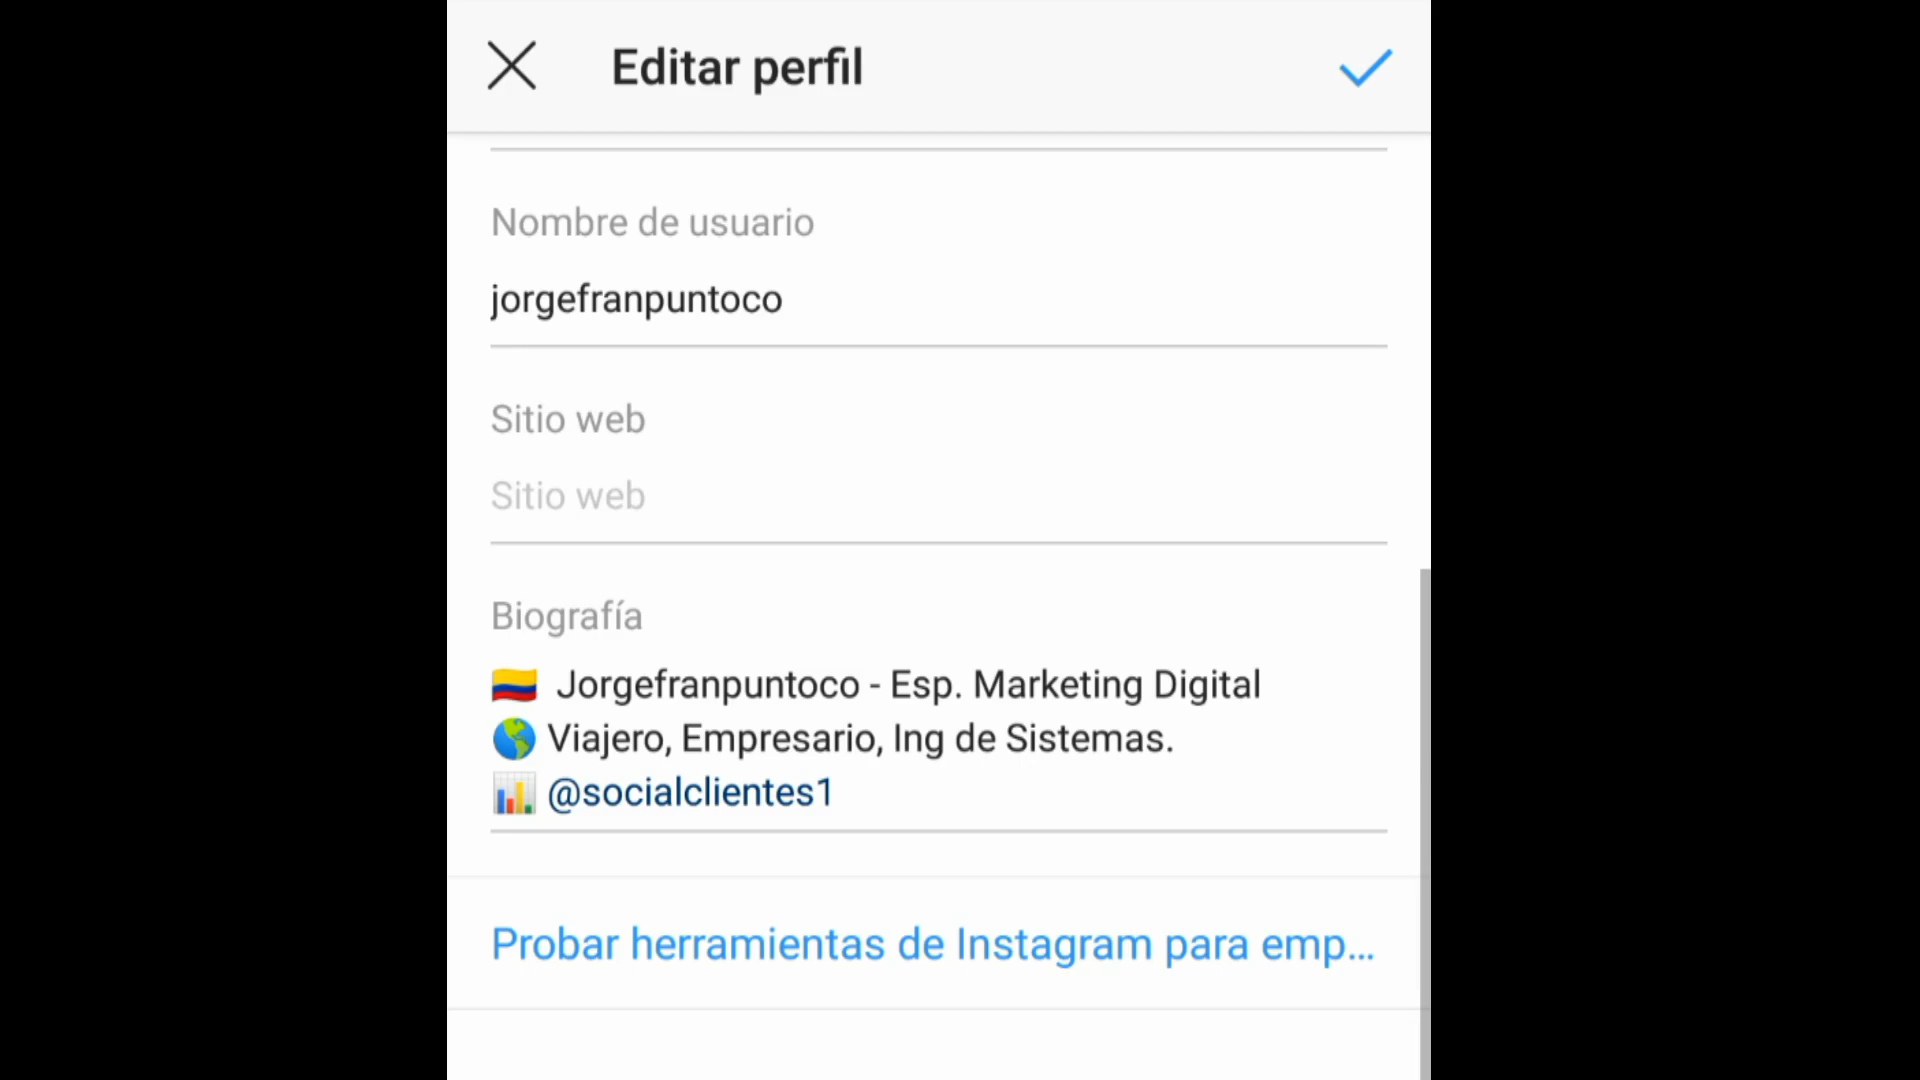 Editar perfil
Nombre de usuario
jorgefranpuntoco
Sitio web
Sitio web
Biografía
🇨🇴 Jorgefranpuntoco - Esp. Marketing Digital
🌎 Viajero, Empresario, Ing de Sistemas.
📊 @socialclientes1
Probar herramientas de Instagram para emp...